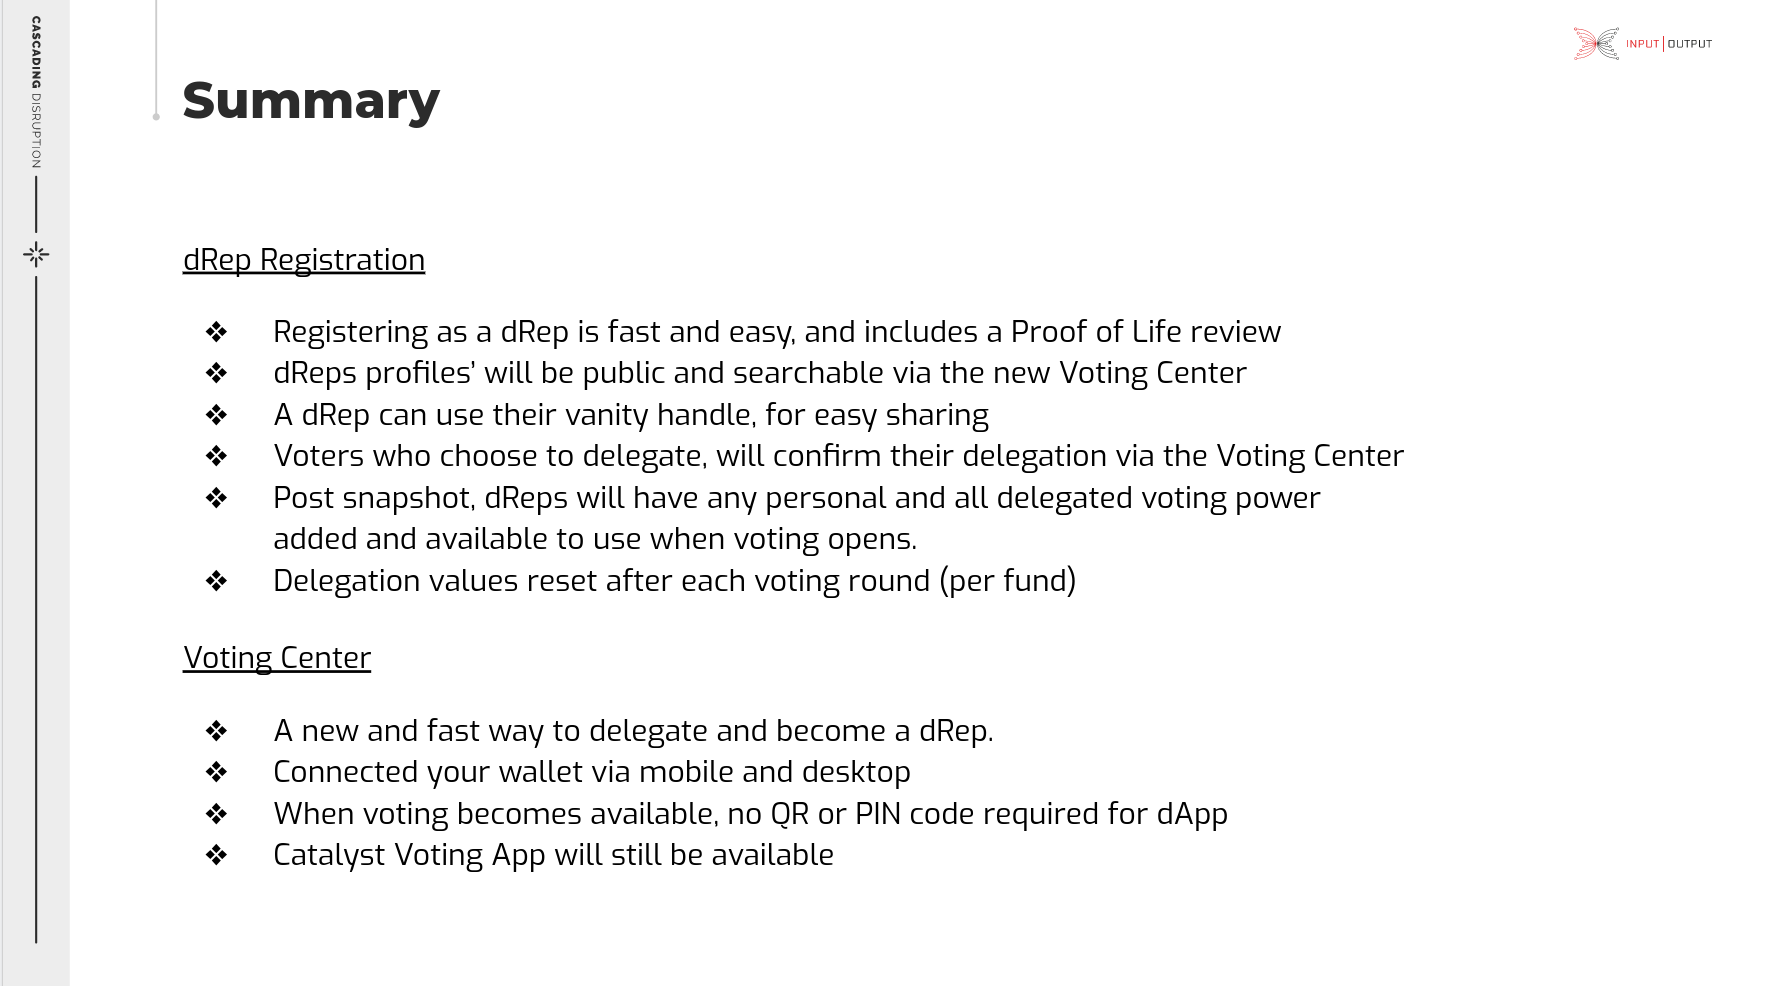 CASCADING DISRUPTION
INPUT | OUTPUT
Summary
dRep Registration
❖ Registering as a dRep is fast and easy, and includes a Proof of Life review
❖ dReps profiles’ will be public and searchable via the new Voting Center
❖ A dRep can use their vanity handle, for easy sharing
❖ Voters who choose to delegate, will confirm their delegation via the Voting Center
❖ Post snapshot, dReps will have any personal and all delegated voting power
added and available to use when voting opens.
❖ Delegation values reset after each voting round (per fund)
Voting Center
❖ A new and fast way to delegate and become a dRep.
❖ Connected your wallet via mobile and desktop
❖ When voting becomes available, no QR or PIN code required for dApp
❖ Catalyst Voting App will still be available